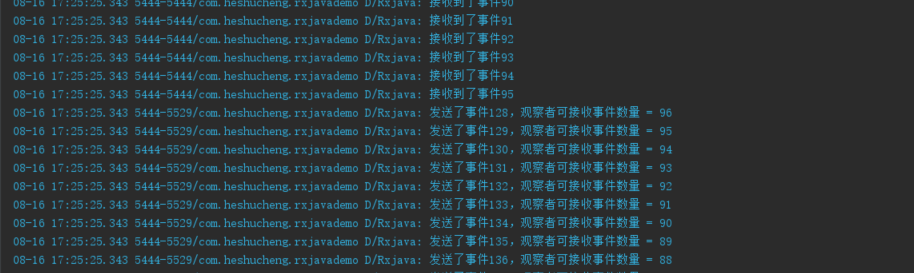 08-16 17:25:25.343 5444-5444/com.heshucheng.rxjavademo D/Rxjava: 接收到了事件90
08-16 17:25:25.343 5444-5444/com.heshucheng.rxjavademo D/Rxjava: 接收到了事件91
08-16 17:25:25.343 5444-5444/com.heshucheng.rxjavademo D/Rxjava: 接收到了事件92
08-16 17:25:25.343 5444-5444/com.heshucheng.rxjavademo D/Rxjava: 接收到了事件93
08-16 17:25:25.343 5444-5444/com.heshucheng.rxjavademo D/Rxjava: 接收到了事件94
08-16 17:25:25.343 5444-5444/com.heshucheng.rxjavademo D/Rxjava: 接收到了事件95
08-16 17:25:25.343 5444-5529/com.heshucheng.rxjavademo D/Rxjava: 发送了事件128，观察者可接收事件数量 = 96
08-16 17:25:25.343 5444-5529/com.heshucheng.rxjavademo D/Rxjava: 发送了事件129，观察者可接收事件数量 = 95
08-16 17:25:25.343 5444-5529/com.heshucheng.rxjavademo D/Rxjava: 发送了事件130，观察者可接收事件数量 = 94
08-16 17:25:25.343 5444-5529/com.heshucheng.rxjavademo D/Rxjava: 发送了事件131，观察者可接收事件数量 = 93
08-16 17:25:25.343 5444-5529/com.heshucheng.rxjavademo D/Rxjava: 发送了事件132，观察者可接收事件数量 = 92
08-16 17:25:25.343 5444-5529/com.heshucheng.rxjavademo D/Rxjava: 发送了事件133，观察者可接收事件数量 = 91
08-16 17:25:25.343 5444-5529/com.heshucheng.rxjavademo D/Rxjava: 发送了事件134，观察者可接收事件数量 = 90
08-16 17:25:25.343 5444-5529/com.heshucheng.rxjavademo D/Rxjava: 发送了事件135，观察者可接收事件数量 = 89
08-16 17:25:25.343 5444-5529/com.heshucheng.rxjavademo D/Rxjava: 发送了事件136，观察者可接收事件数量 = 88